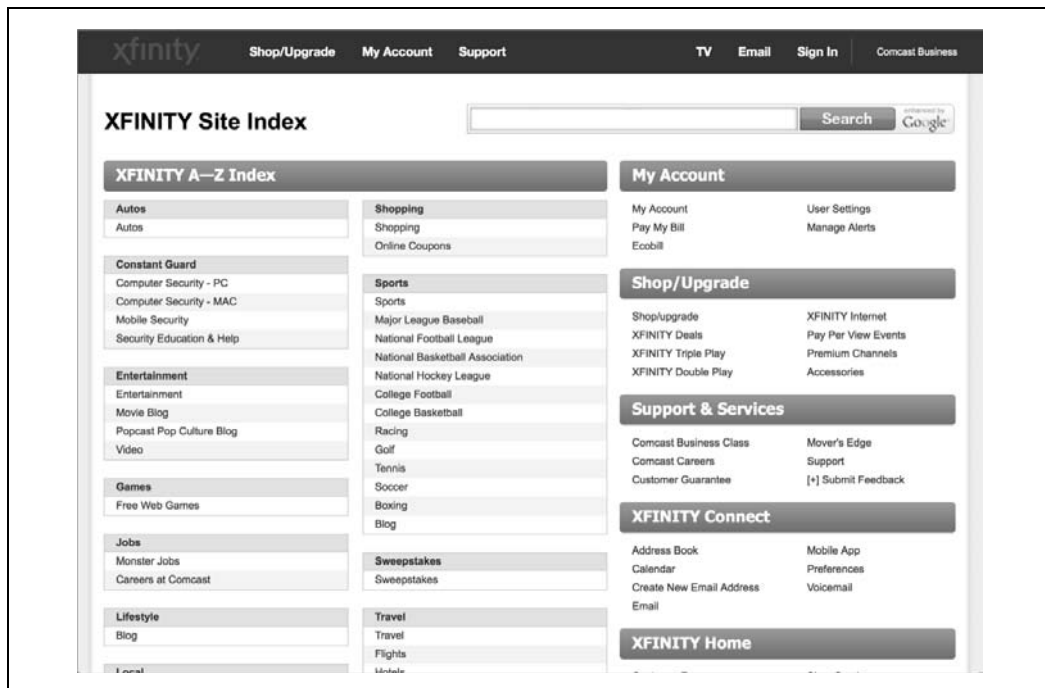 xfinity Shop/Upgrade My Account Support TV Email Sign In Comcast Business
XFINITY Site Index
Search
enhanced by
Google
XFINITY A—Z Index
Autos
Autos
Constant Guard
Computer Security - PC
Computer Security - MAC
Mobile Security
Security Education & Help
Entertainment
Entertainment
Movie Blog
Popcast Pop Culture Blog
Video
Games
Free Web Games
Jobs
Monster Jobs
Careers at Comcast
Lifestyle
Blog
Local
Shopping
Shopping
Online Coupons
Sports
Sports
Major League Baseball
National Football League
National Basketball Association
National Hockey League
College Football
College Basketball
Racing
Golf
Tennis
Soccer
Boxing
Blog
Sweepstakes
Sweepstakes
Travel
Travel
Flights
Hotels
My Account
My Account User Settings
Pay My Bill Manage Alerts
Ecobill
Shop/Upgrade
Shop/upgrade XFINITY Internet
XFINITY Deals Pay Per View Events
XFINITY Triple Play Premium Channels
XFINITY Double Play Accessories
Support & Services
Comcast Business Class Mover's Edge
Comcast Careers Support
Customer Guarantee [+] Submit Feedback
XFINITY Connect
Address Book Mobile App
Calendar Preferences
Create New Email Address Voicemail
Email
XFINITY Home